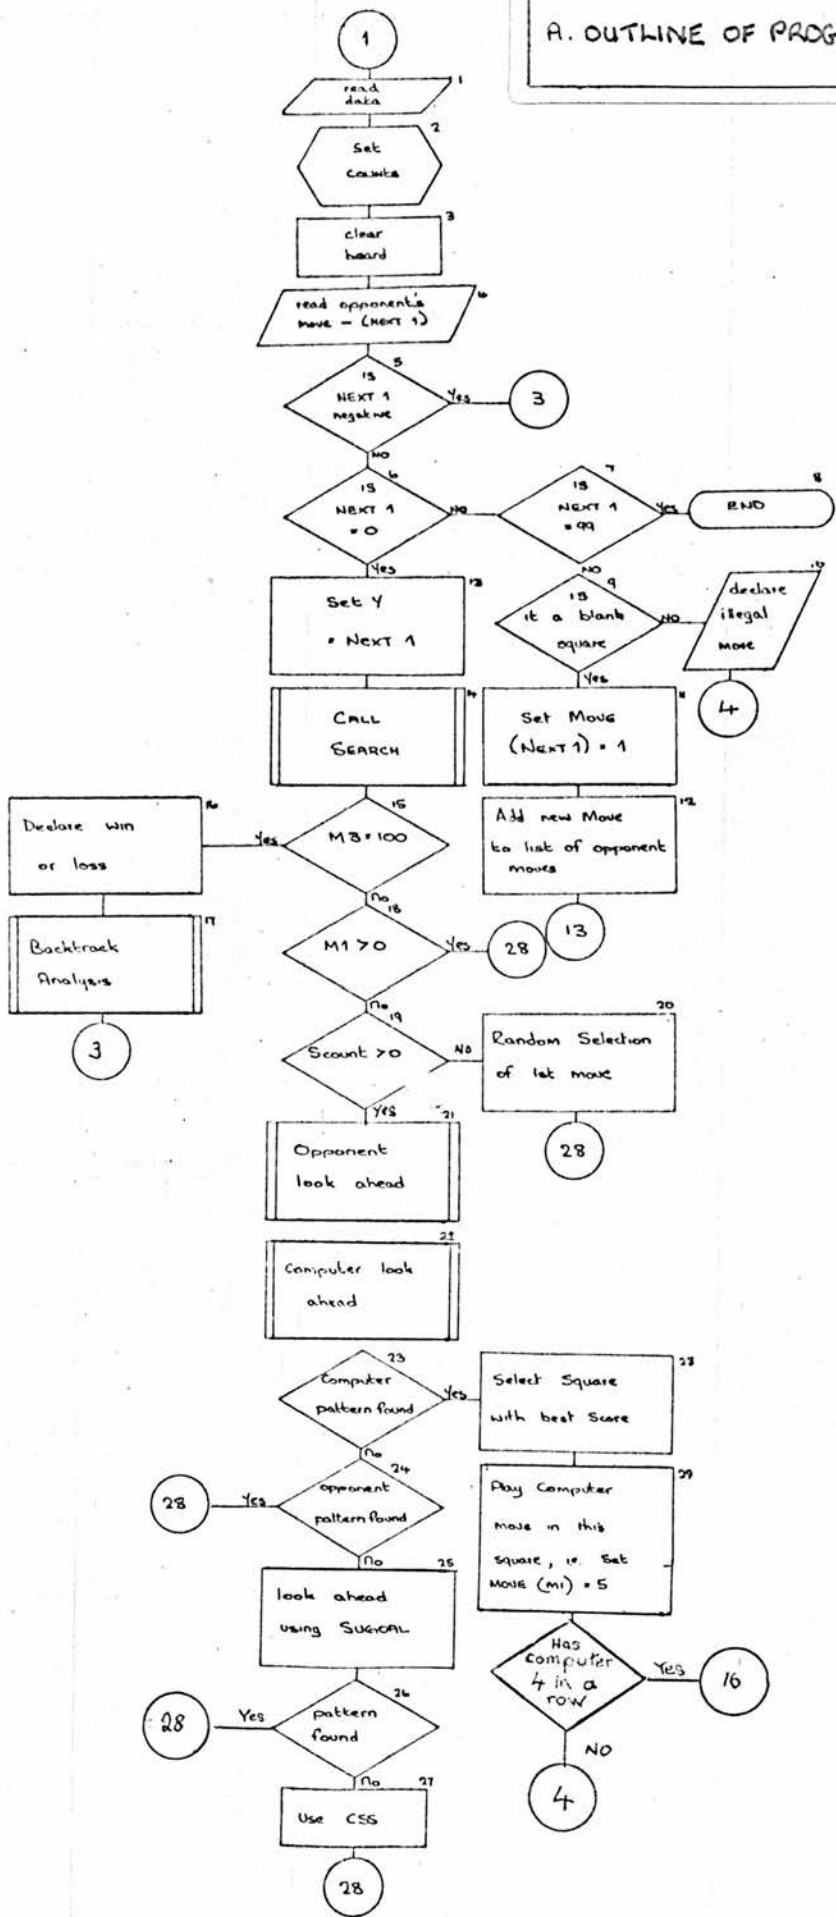 A. OUTLINE OF PROG
1
read
data
1
Set
Counts
2
clear
board
3
read opponent's
move - (NEXT 1)
4
IS
NEXT 1
negative
5
Yes
3
NO
IS
NEXT 1
= 0
6
NO
IS
NEXT 1
= 99
7
Yes
END
8
Yes
NO
Set Y
= NEXT 1
13
IS
it a blank
square
9
NO
declare
illegal
move
10
4
Yes
CALL
SEARCH
14
Set Move
(NEXT 1) = 1
11
Add new Move
to list of opponent
moves
12
13
M3=100
15
Yes
Declare win
or loss
16
Backtrack
Analysis
17
3
no
M1 >0
18
Yes
28
no
Scount >0
19
NO
Random Selection
of 1st move
20
28
Yes
Opponent
look ahead
21
Computer look
ahead
22
Computer
pattern found
23
Yes
Select Square
with best Score
Play Computer
move in this
square, i.e. Set
MOVE (M1) = 5
29
Has
computer
4 in a
row
YES
16
NO
4
no
opponent
pattern found
24
Yes
28
no
look ahead
using
25
pattern
found
26
Yes
28
no
Use CSS
27
28